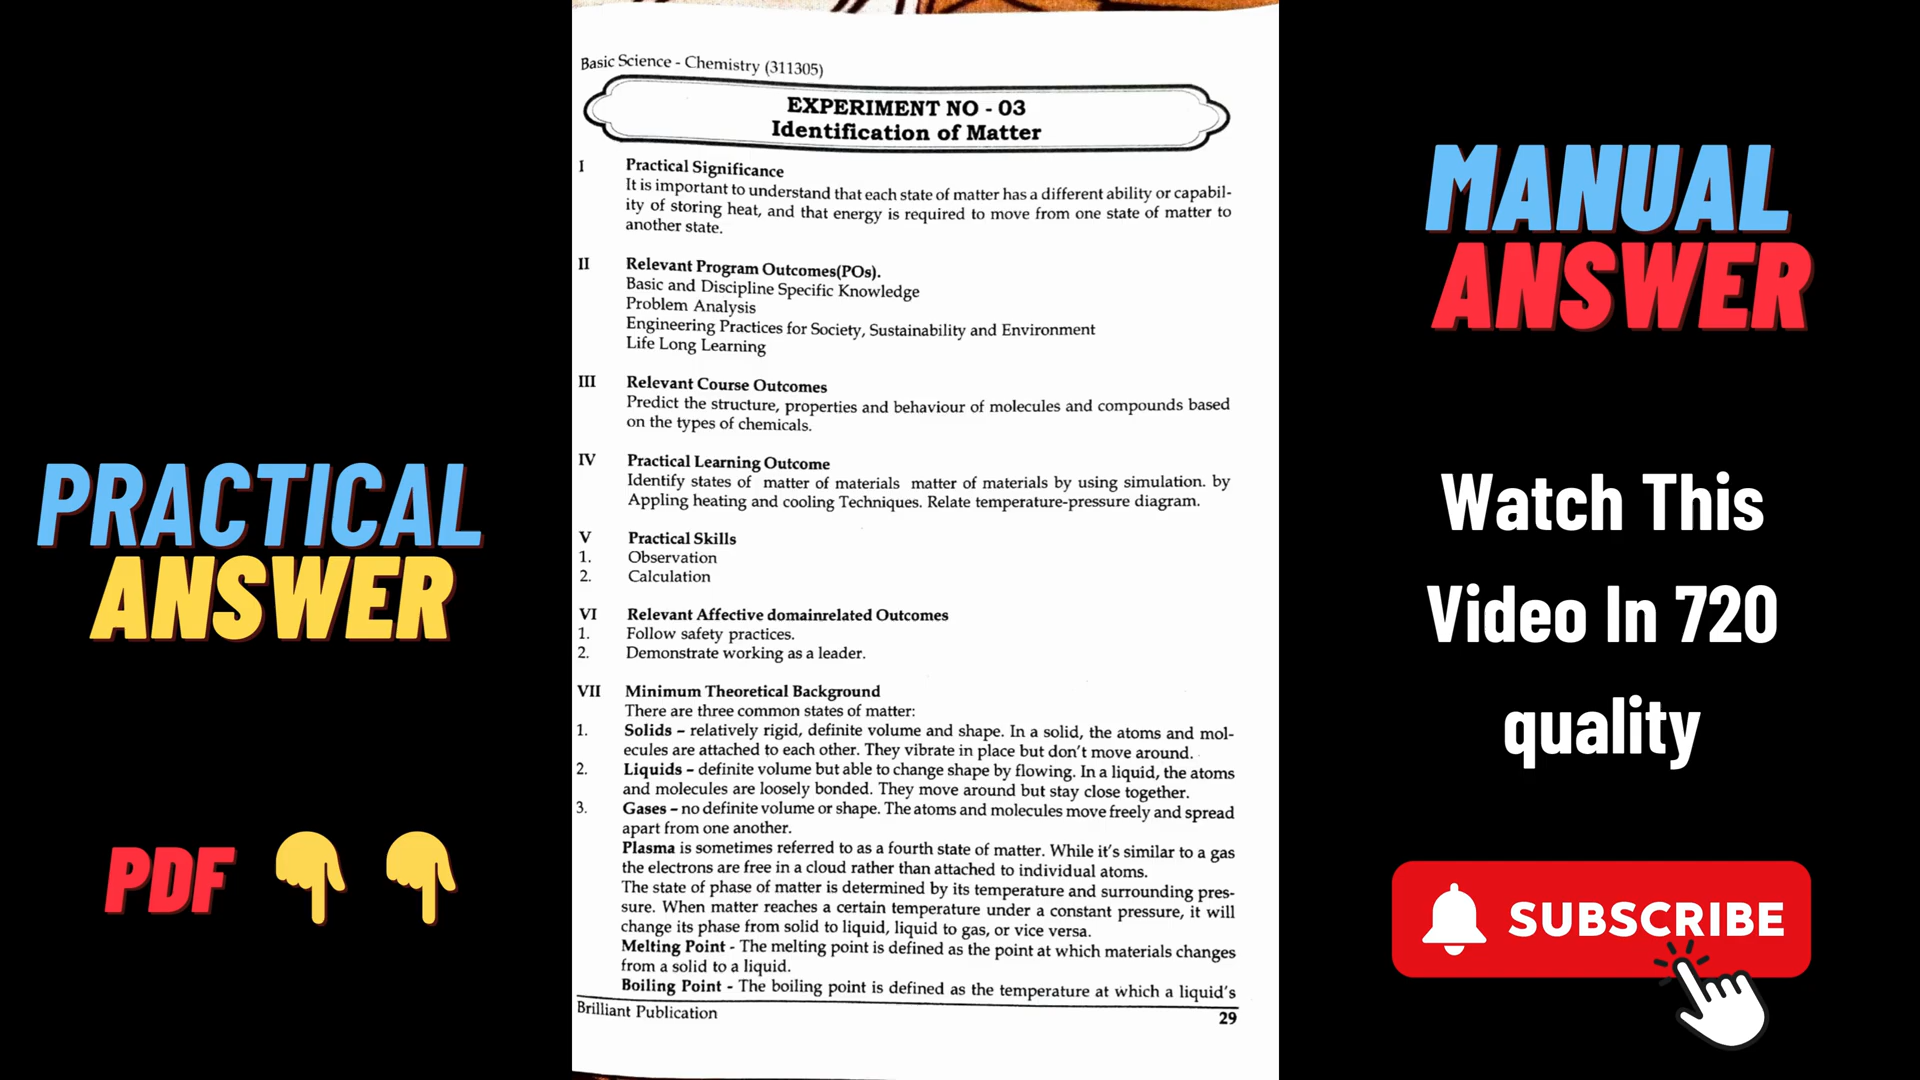 PRACTICAL
ANSWER
PDF
Basic Science - Chemistry (311305)
EXPERIMENT NO - 03
Identification of Matter
I Practical Significance
It is important to understand that each state of matter has a different ability or capabil-
ity of storing heat, and that energy is required to move from one state of matter to
another state.
II Relevant Program Outcomes(POs).
Basic and Discipline Specific Knowledge
Problem Analysis
Engineering Practices for Society, Sustainability and Environment
Life Long Learning
III Relevant Course Outcomes
Predict the structure, properties and behaviour of molecules and compounds based
on the types of chemicals.
IV Practical Learning Outcome
Identify states of matter of materials matter of materials by using simulation. by
Appling heating and cooling Techniques. Relate temperature-pressure diagram.
V Practical Skills
1. Observation
2. Calculation
VI Relevant Affective domainrelated Outcomes
1. Follow safety practices.
2. Demonstrate working as a leader.
VII Minimum Theoretical Background
There are three common states of matter:
1. Solids – relatively rigid, definite volume and shape. In a solid, the atoms and mol-
ecules are attached to each other. They vibrate in place but don't move around.
2. Liquids – definite volume but able to change shape by flowing. In a liquid, the atoms
and molecules are loosely bonded. They move around but stay close together.
3. Gases – no definite volume or shape. The atoms and molecules move freely and spread
apart from one another.
Plasma is sometimes referred to as a fourth state of matter. While it's similar to a gas
the electrons are free in a cloud rather than attached to individual atoms.
The state of phase of matter is determined by its temperature and surrounding pres-
sure. When matter reaches a certain temperature under a constant pressure, it will
change its phase from solid to liquid, liquid to gas, or vice versa.
Melting Point - The melting point is defined as the point at which materials changes
from a solid to a liquid.
Boiling Point - The boiling point is defined as the temperature at which a liquid's
Brilliant Publication 29
MANUAL
ANSWER
Watch This
Video In 720
quality
SUBSCRIBE